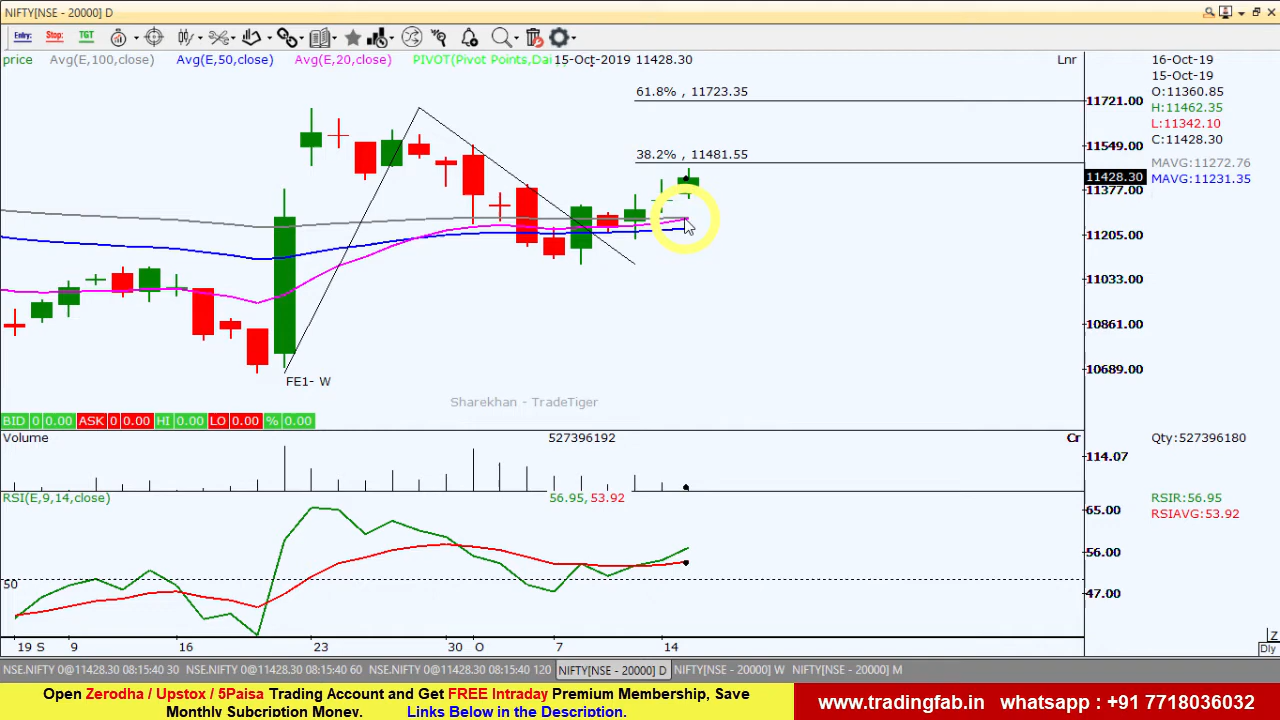 NIFTY[NSE - 20000] D
Entry: Stop: TGT
price Avg(E,100,close) Avg(E,50,close) Avg(E,20,close) PIVOT(Pivot Points,Dai 15-Oct-2019 11428.30 Lnr
16-Oct-19
15-Oct-19
O:11360.85
H:11462.35
L:11342.10
C:11428.30
MAVG:11272.76
MAVG:11231.35
61.8% , 11723.35
38.2% , 11481.55
11721.00
11549.00
11428.30
11377.00
11205.00
11033.00
10861.00
10689.00
FE1- W
Sharekhan - TradeTiger
BID 0 0.00 ASK 0 0.00 HI 0.00 LO 0.00 % 0.00
Volume 527396192 Cr Qty:527396180
114.07
RSI(E,9,14,close) 56.95, 53.92 RSIR:56.95
RSIAVG:53.92
65.00
56.00
50
47.00
19 S 9 16 23 30 O 7 14 Z
Dly
NSE.NIFTY 0@11428.30 08:15:40 30 NSE.NIFTY 0@11428.30 08:15:40 60 NSE.NIFTY 0@11428.30 08:15:40 120 NIFTY[NSE - 20000] D NIFTY[NSE - 20000] W NIFTY[NSE - 20000] M
Open Zerodha / Upstox / 5Paisa Trading Account and Get FREE Intraday Premium Membership, Save
Monthly Subcription Money. Links Below in the Description.
www.tradingfab.in whatsapp : +91 7718036032